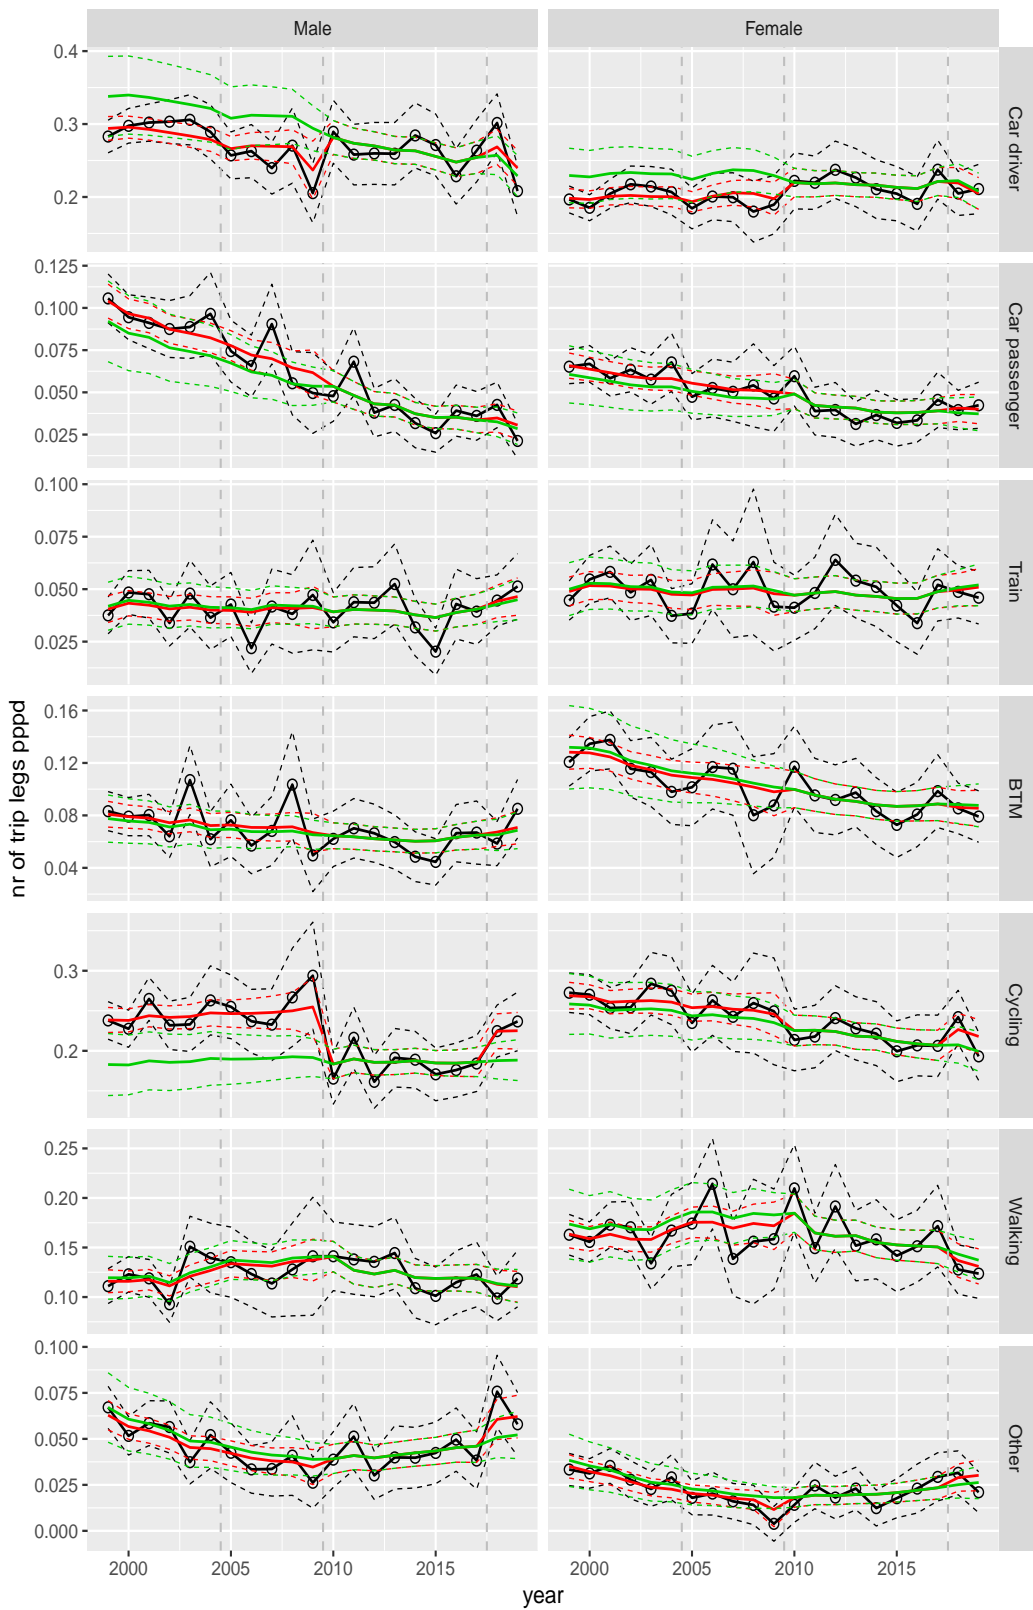 Male Female
0.4
0.3
0.2
Car driver
0.125
0.100
0.075
0.050
0.025
Car passenger
0.100
0.075
0.050
0.025
Train
0.16
0.12
0.08
0.04
BTM
0.3
0.2
Cycling
0.25
0.20
0.15
0.10
Walking
0.100
0.075
0.050
0.025
0.000
Other
nr of trip legs pppd
2000 2005 2010 2015 2000 2005 2010 2015
year